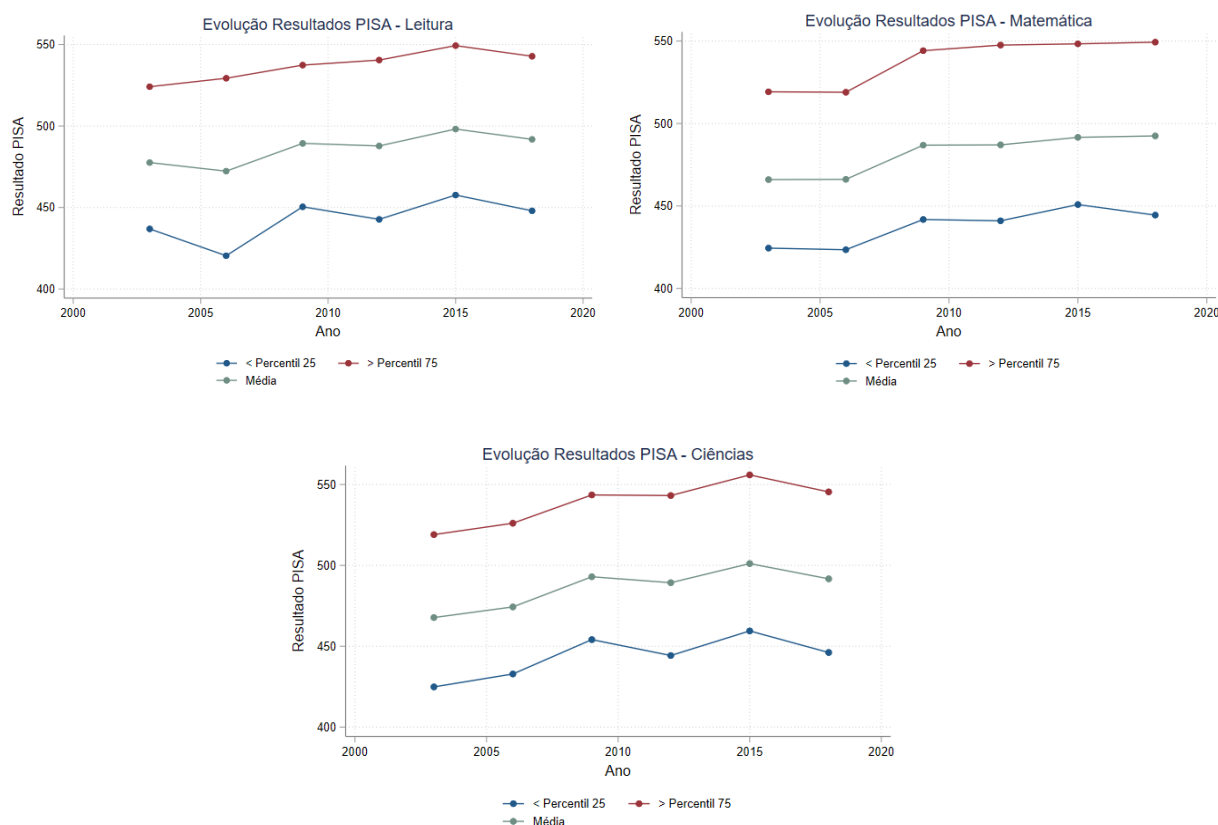 Evolução Resultados PISA - Leitura
550
500
450
400
Resultado PISA
2000 2005 2010 2015 2020
Ano
< Percentil 25 > Percentil 75
Média
Evolução Resultados PISA - Matemática
550
500
450
400
Resultado PISA
2000 2005 2010 2015 2020
Ano
< Percentil 25 > Percentil 75
Média
Evolução Resultados PISA - Ciências
550
500
450
400
Resultado PISA
2000 2005 2010 2015 2020
Ano
< Percentil 25 > Percentil 75
Média